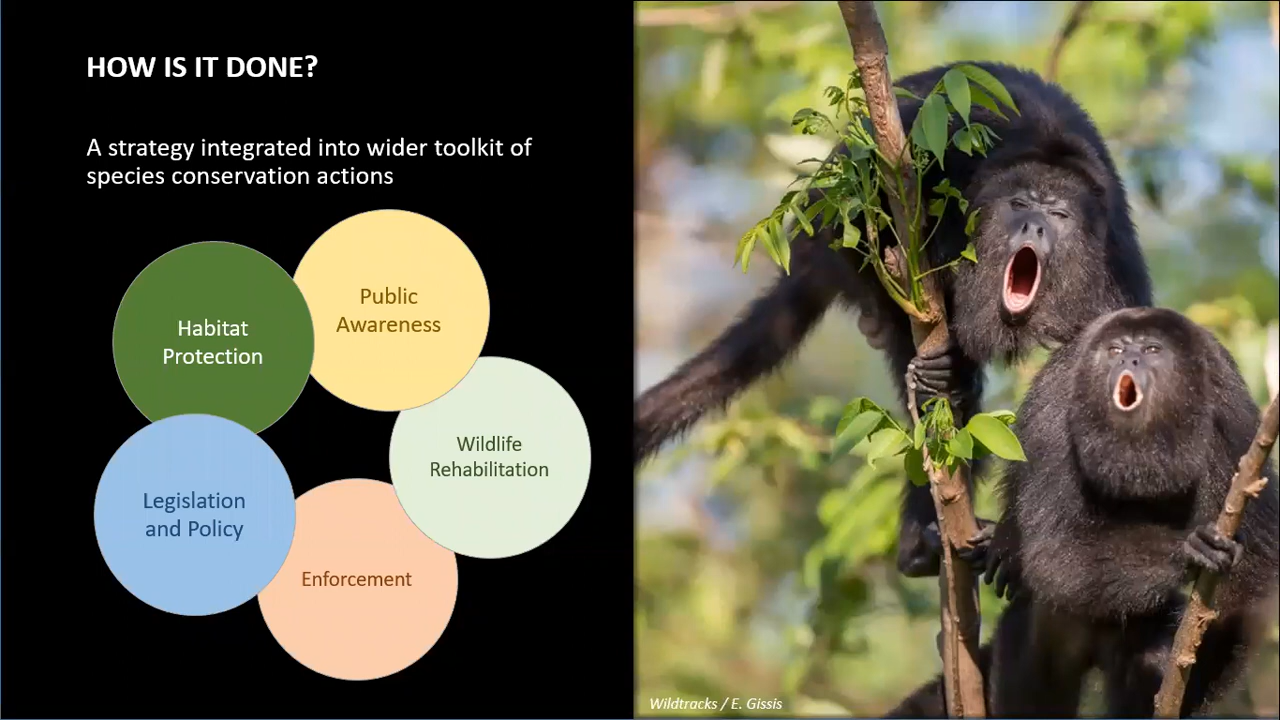 HOW IS IT DONE?
A strategy integrated into wider toolkit of
species conservation actions
Public
Awareness
Habitat
Protection
Wildlife
Rehabilitation
Legislation
and Policy
Enforcement
Wildtracks / E. Gissis